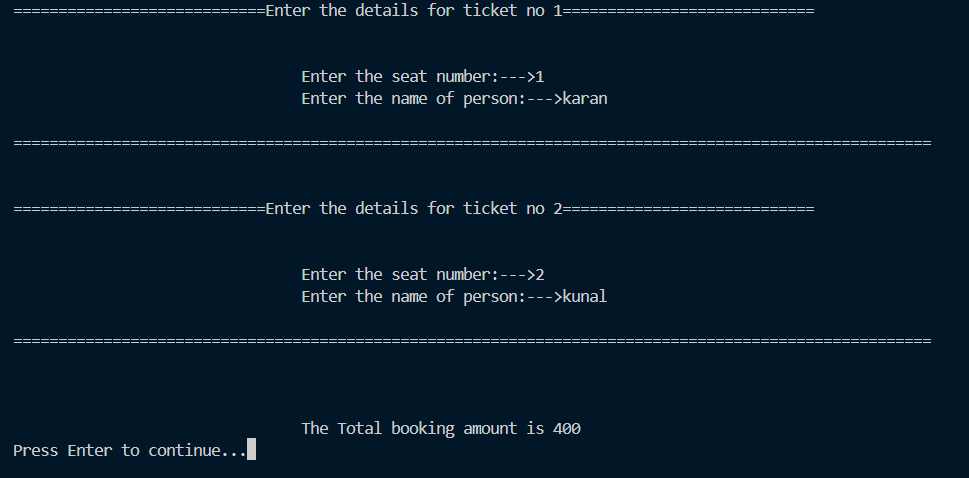 ============================Enter the details for ticket no 1============================
Enter the seat number:--->1
Enter the name of person:--->karan
======================================================================================================
============================Enter the details for ticket no 2============================
Enter the seat number:--->2
Enter the name of person:--->kunal
======================================================================================================
The Total booking amount is 400
Press Enter to continue...